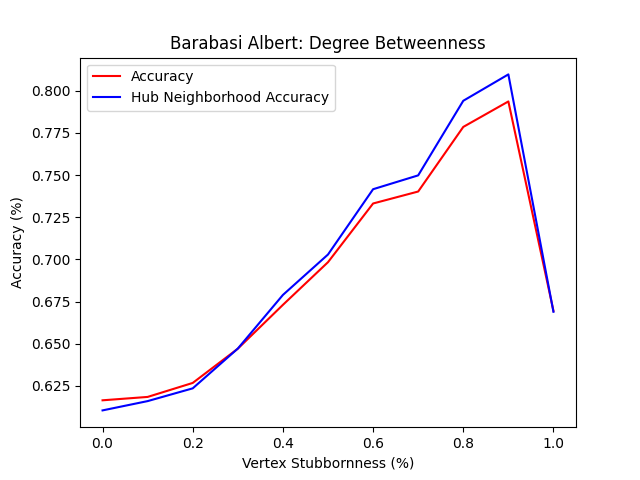 Barabasi Albert: Degree Betweenness
Accuracy
Hub Neighborhood Accuracy
Accuracy (%)
0.800
0.775
0.750
0.725
0.700
0.675
0.650
0.625
0.0 0.2 0.4 0.6 0.8 1.0
Vertex Stubbornness (%)